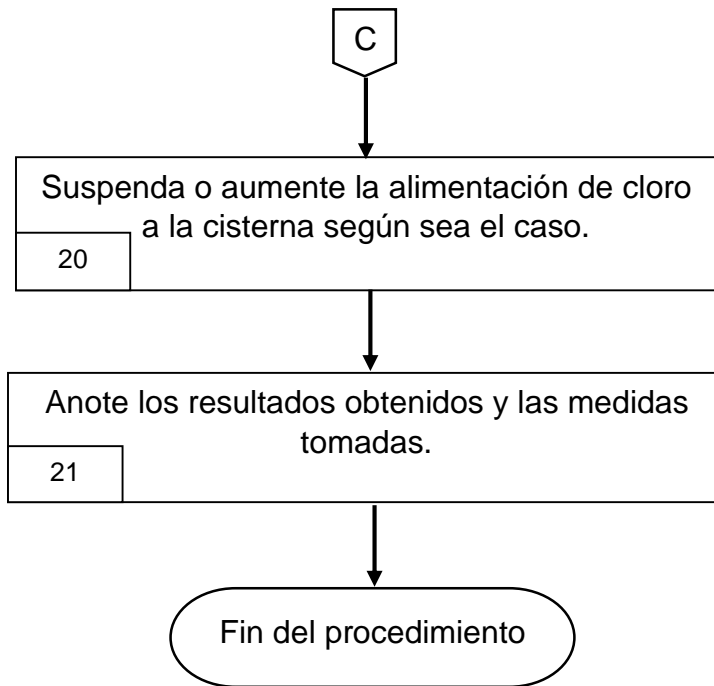 C
Suspenda o aumente la alimentación de cloro
a la cisterna según sea el caso.
20
Anote los resultados obtenidos y las medidas
tomadas.
21
Fin del procedimiento